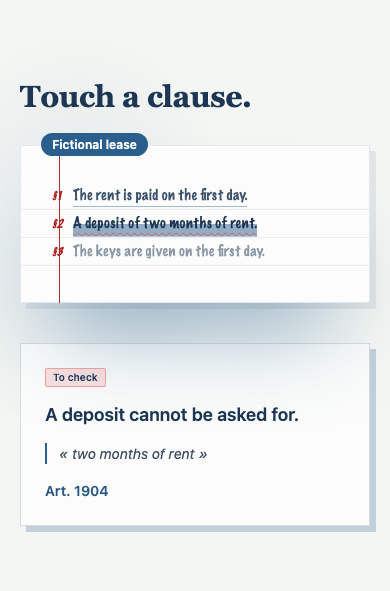 Touch a clause.
Fictional lease
§1 The rent is paid on the first day.
§2 A deposit of two months of rent.
§3 The keys are given on the first day.
To check
A deposit cannot be asked for.
« two months of rent »
Art. 1904